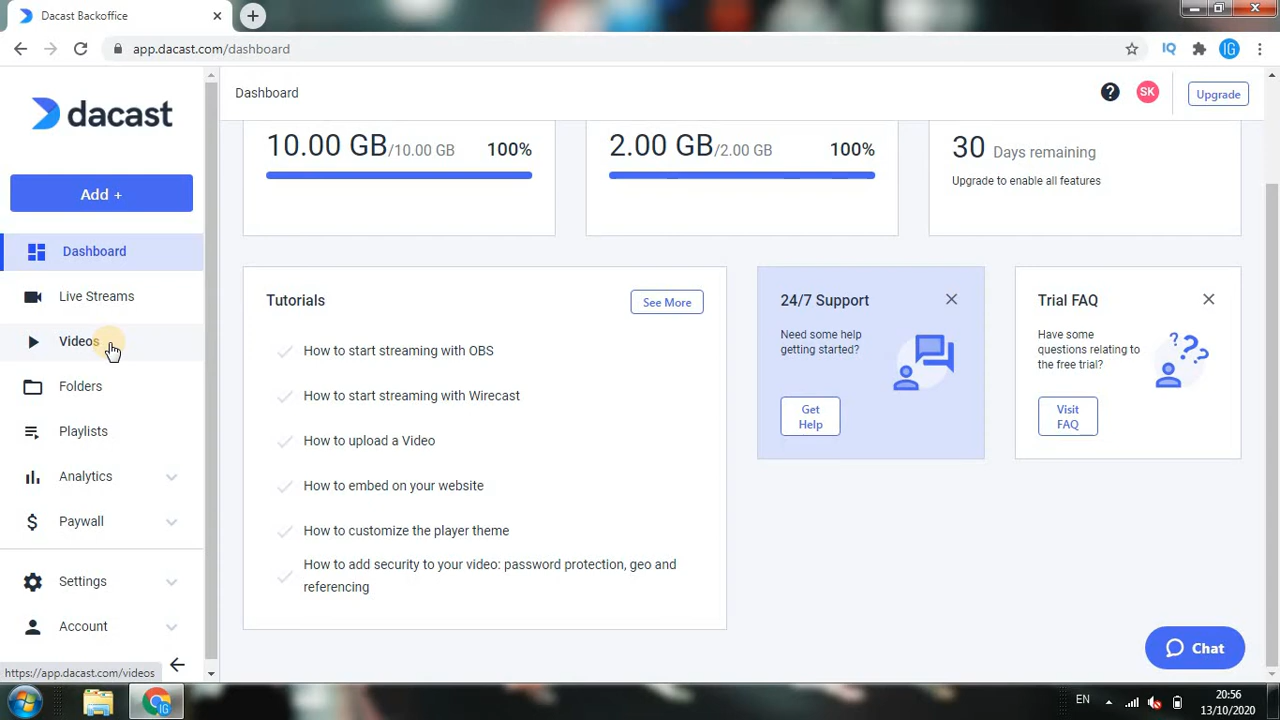 Dacast Backoffice
app.dacast.com/dashboard
IQ
IG
dacast
Dashboard
SK
Upgrade
Add +
10.00 GB/10.00 GB 100%
2.00 GB/2.00 GB 100%
30 Days remaining
Upgrade to enable all features
Dashboard
Live Streams
Videos
Folders
Playlists
Analytics
Paywall
Settings
Account
Tutorials
See More
How to start streaming with OBS
How to start streaming with Wirecast
How to upload a Video
How to embed on your website
How to customize the player theme
How to add security to your video: password protection, geo and
referencing
24/7 Support
Need some help
getting started?
Get
Help
Trial FAQ
Have some
questions relating to
the free trial?
Visit
FAQ
Chat
https://app.dacast.com/videos
IG
EN
20:56
13/10/2020